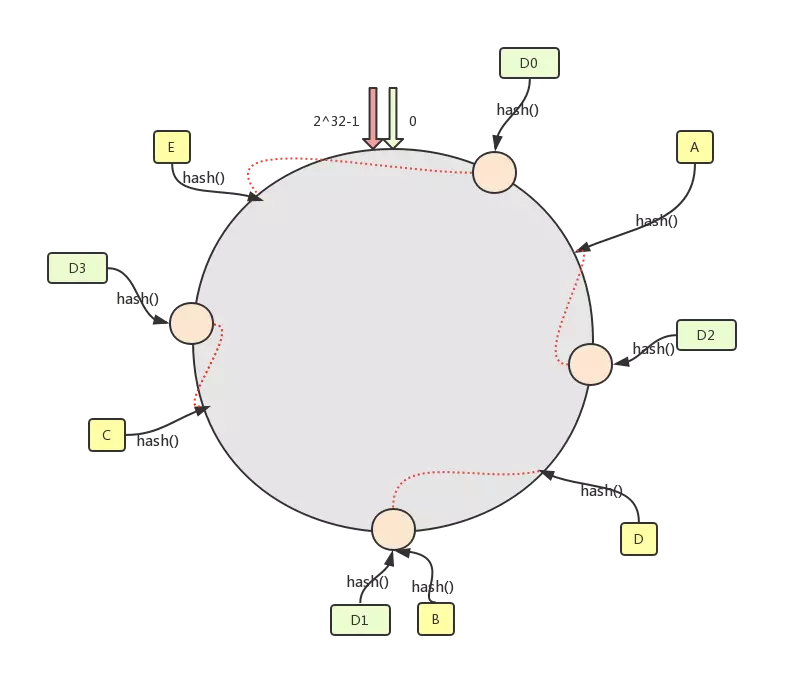 D0
hash()
2^32-1
0
E
A
hash()
hash()
D3
hash()
D2
hash()
C
hash()
hash()
D
hash()
hash()
D1
B